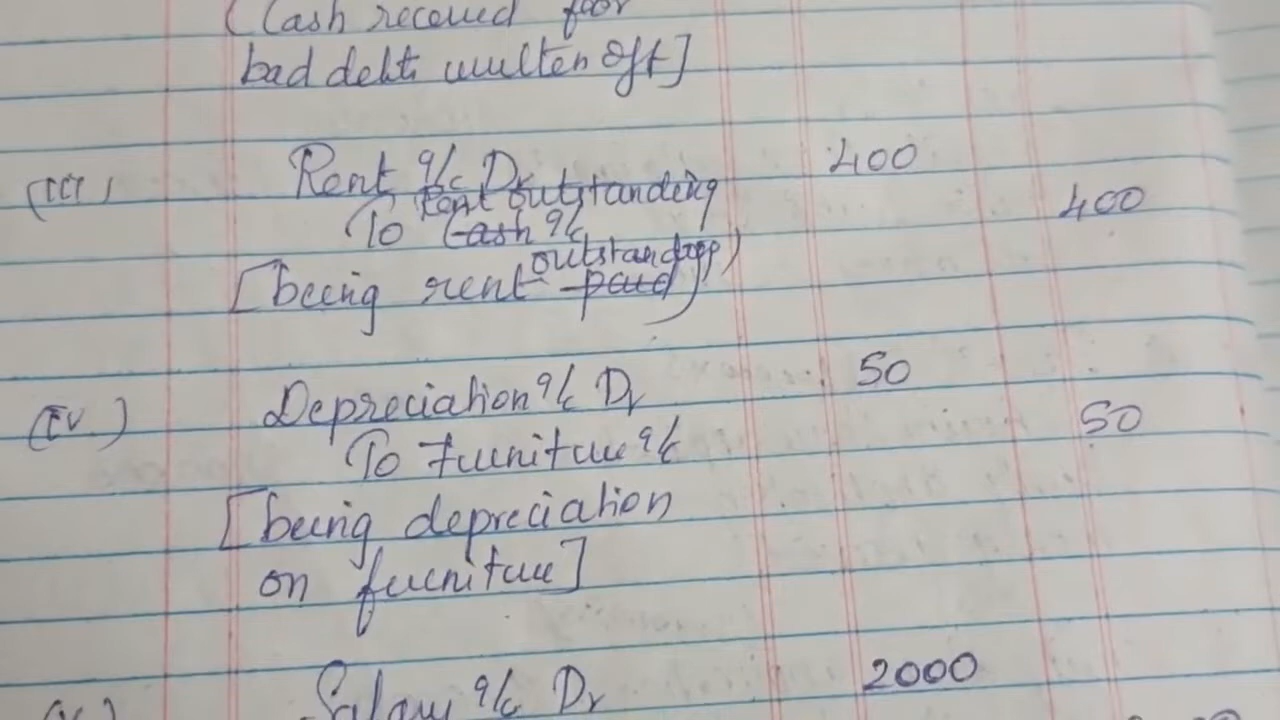 (Cash received for
bad debts written off]
(iii) Rent a/c Dr 400
Rent outstanding
To Cash a/c 400
outstanding)
[being rent paid)
(iv) Depreciation a/c Dr 50
To furniture a/c 50
[being depreciation
on furniture]
Salary a/c Dr 2000